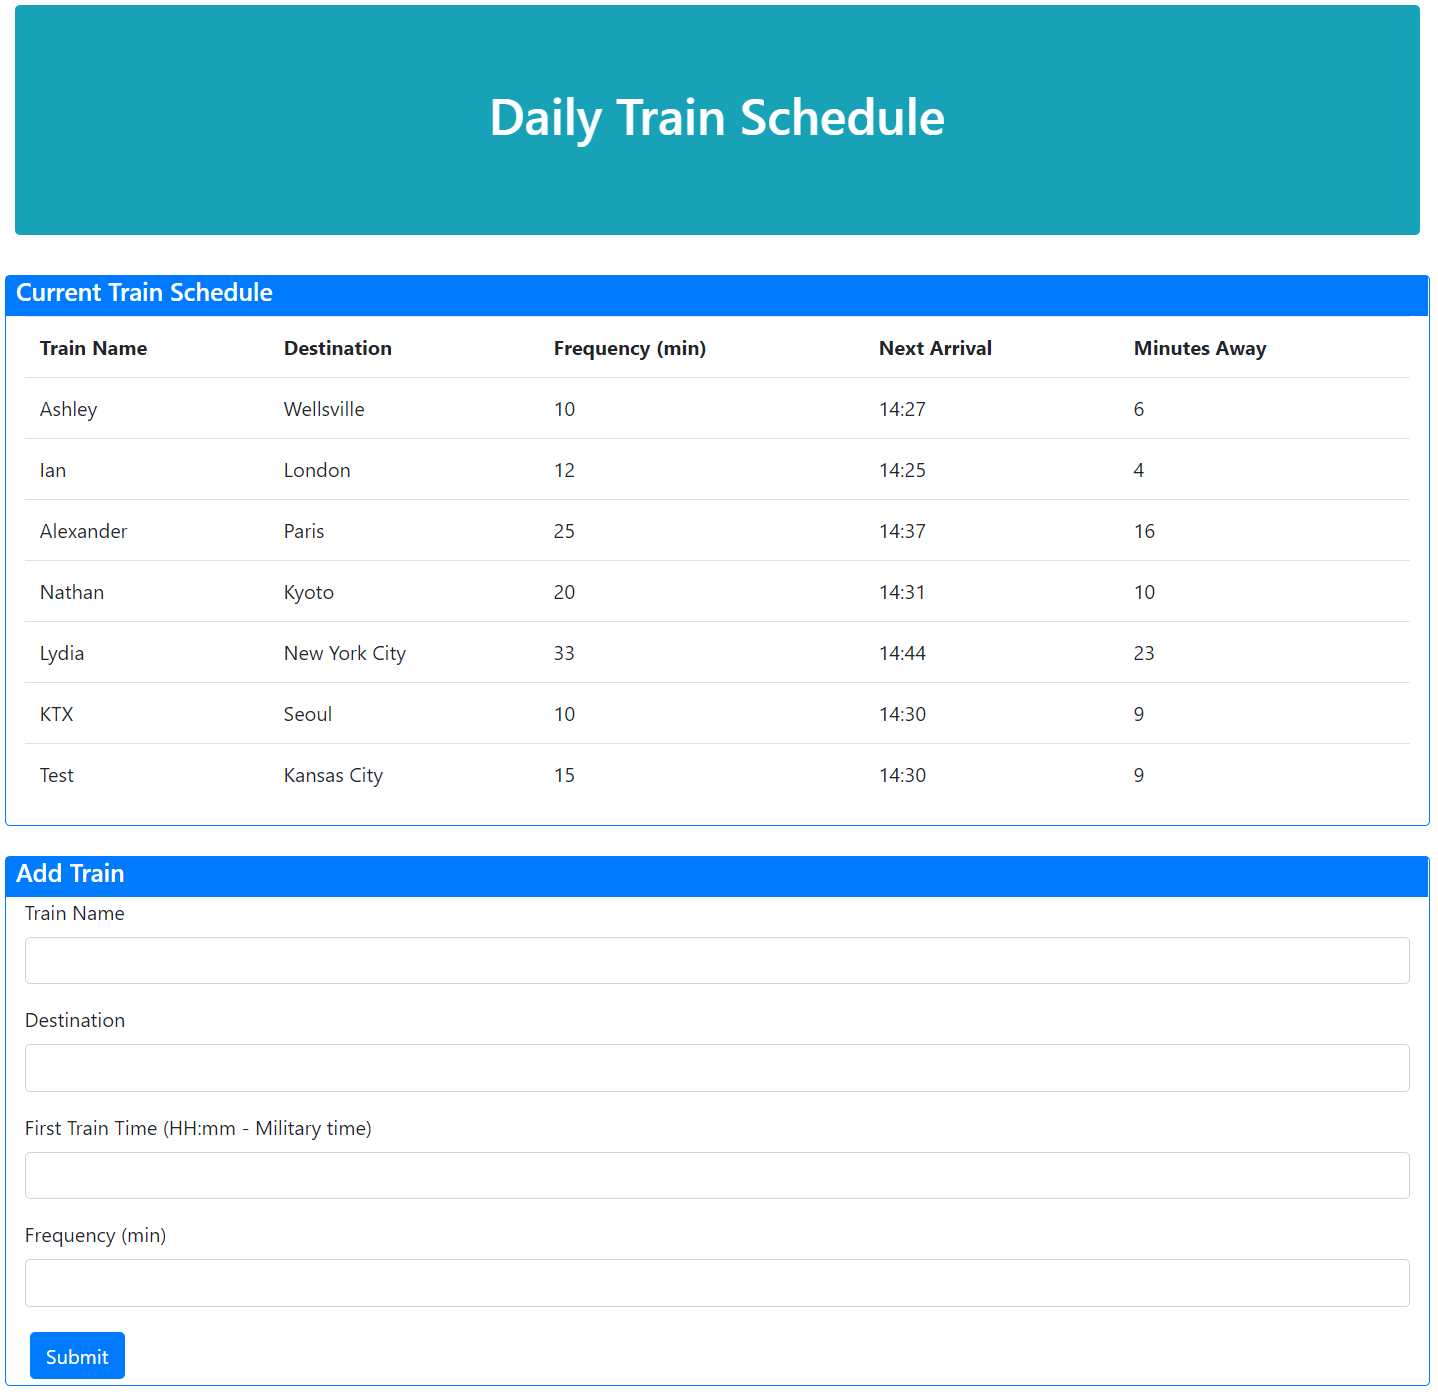 Daily Train Schedule
Current Train Schedule
Train Name Destination Frequency (min) Next Arrival Minutes Away
Ashley Wellsville 10 14:27 6
Ian London 12 14:25 4
Alexander Paris 25 14:37 16
Nathan Kyoto 20 14:31 10
Lydia New York City 33 14:44 23
KTX Seoul 10 14:30 9
Test Kansas City 15 14:30 9
Add Train
Train Name
Destination
First Train Time (HH:mm - Military time)
Frequency (min)
Submit